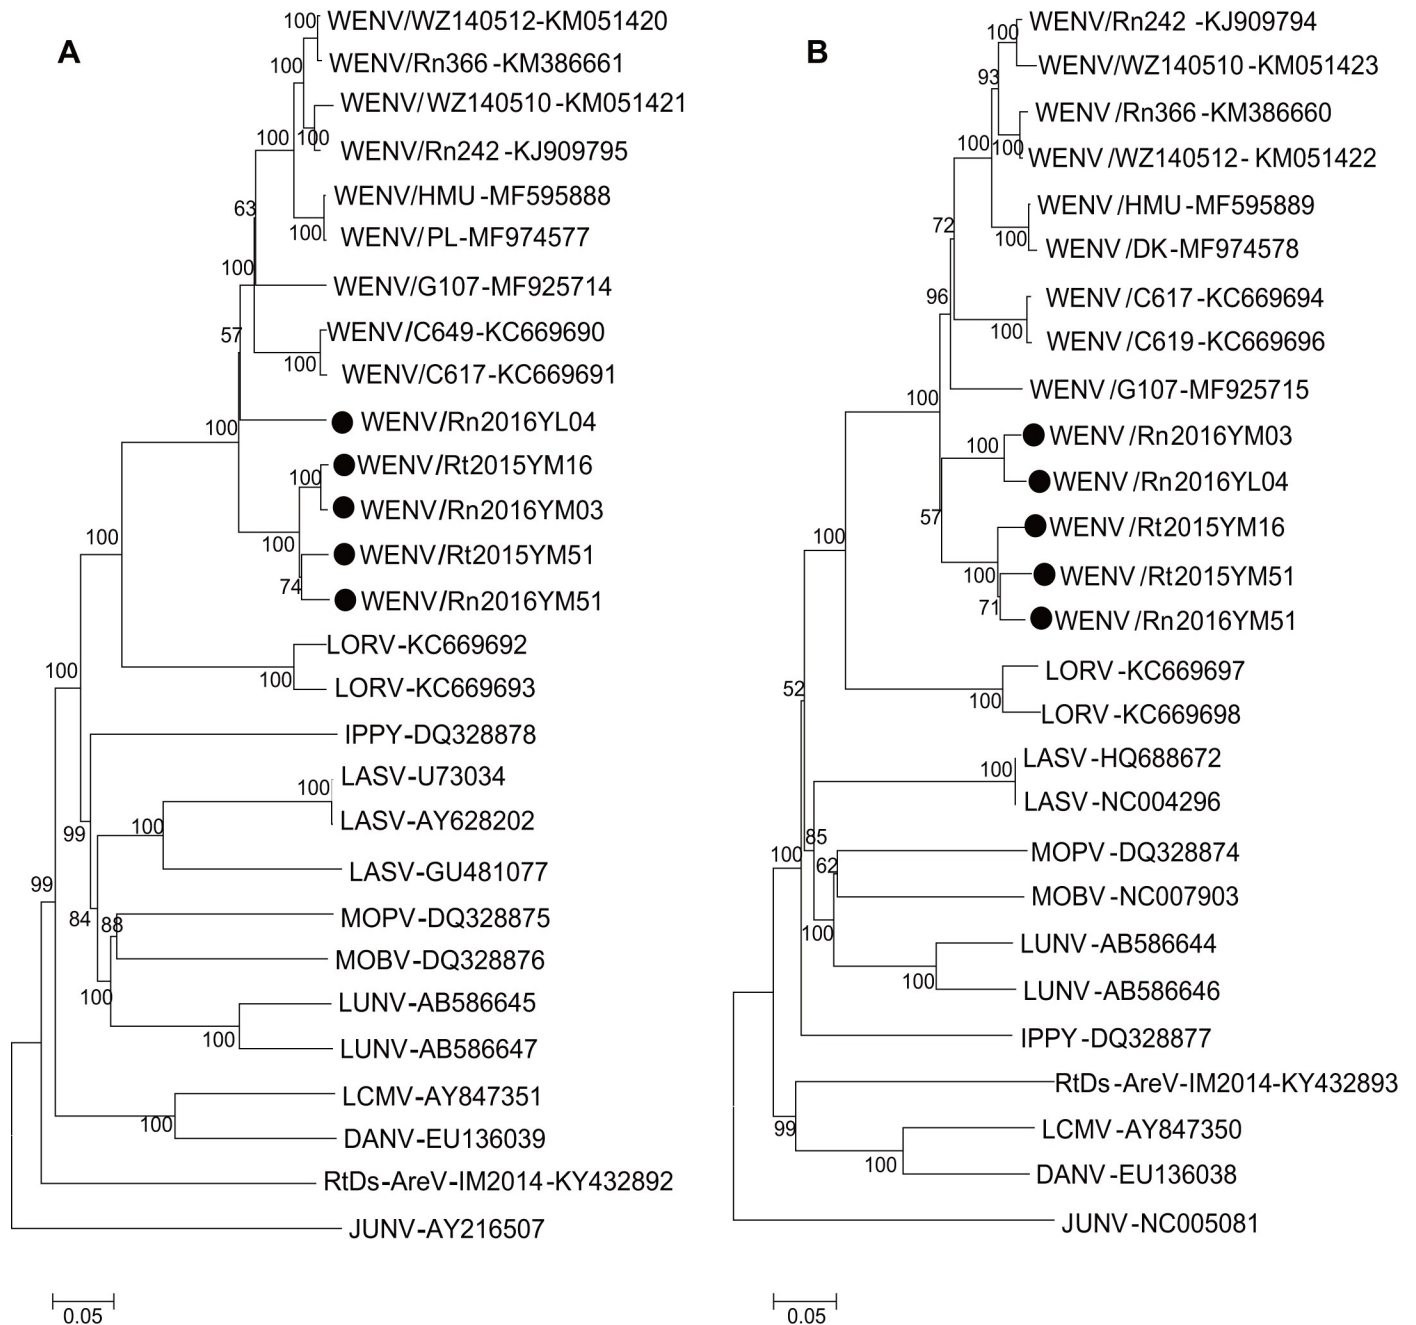 A
100
WENV/WZ140512-KM051420
WENV/Rn366-KM386661
100
WENV/WZ140510-KM051421
100
WENV/Rn242-KJ909795
100
WENV/HMU-MF595888
100
WENV/PL-MF974577
63
WENV/G107-MF925714
100
WENV/C649-KC669690
100
WENV/C617-KC669691
57
WENV/Rn2016YL04
100
WENV/Rt2015YM16
100
WENV/Rn2016YM03
100
WENV/Rt2015YM51
74
WENV/Rn2016YM51
100
LORV-KC669692
100
LORV-KC669693
100
IPPY-DQ328878
99
LASV-U73034
100
LASV-AY628202
100
LASV-GU481077
84
MOPV-DQ328875
88
MOBV-DQ328876
100
LUNV-AB586645
100
LUNV-AB586647
99
LCMV-AY847351
100
DANV-EU136039
RtDs-AreV-IM2014-KY432892
JUNV-AY216507
0.05
B
100
WENV/Rn242-KJ909794
WENV/WZ140510-KM051423
93
WENV/Rn366-KM386660
100
WENV/WZ140512-KM051422
100
WENV/HMU-MF595889
100
WENV/DK-MF974578
72
WENV/C617-KC669694
100
WENV/C619-KC669696
96
WENV/G107-MF925715
100
WENV/Rn2016YM03
100
WENV/Rn2016YL04
57
WENV/Rt2015YM16
100
WENV/Rt2015YM51
71
WENV/Rn2016YM51
100
LORV-KC669697
100
LORV-KC669698
52
LASV-HQ688672
100
LASV-NC004296
85
MOPV-DQ328874
62
MOBV-NC007903
100
LUNV-AB586644
100
LUNV-AB586646
100
IPPY-DQ328877
RtDs-AreV-IM2014-KY432893
99
LCMV-AY847350
100
DANV-EU136038
JUNV-NC005081
0.05